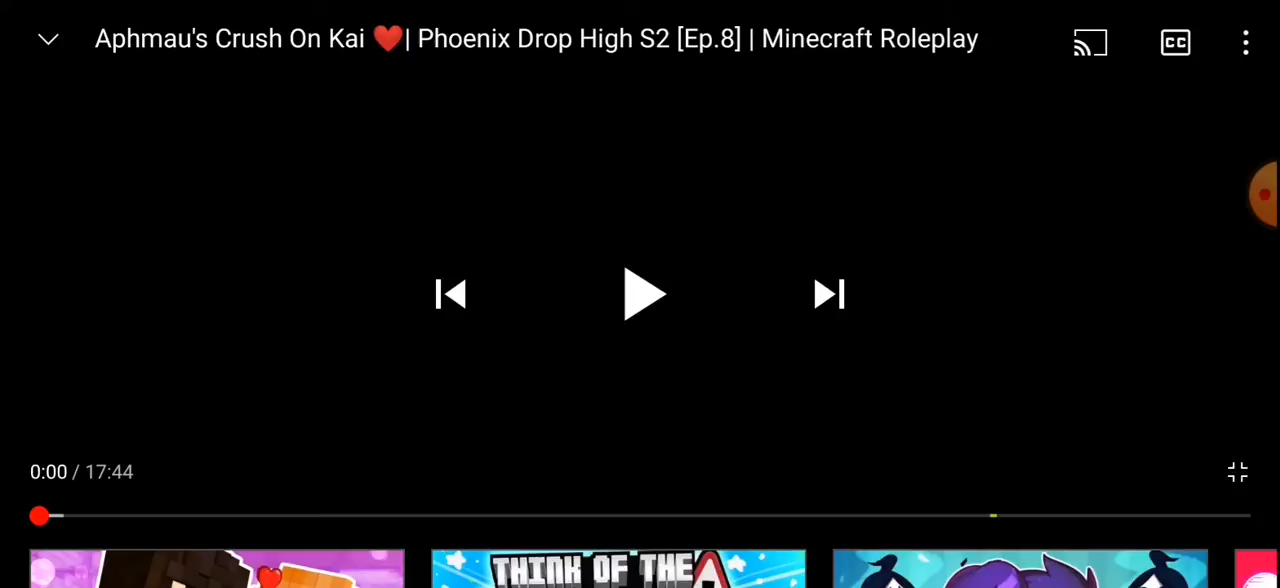 Aphmau's Crush On Kai ❤️| Phoenix Drop High S2 [Ep.8] | Minecraft Roleplay
CC
0:00 / 17:44
THINK OF THE